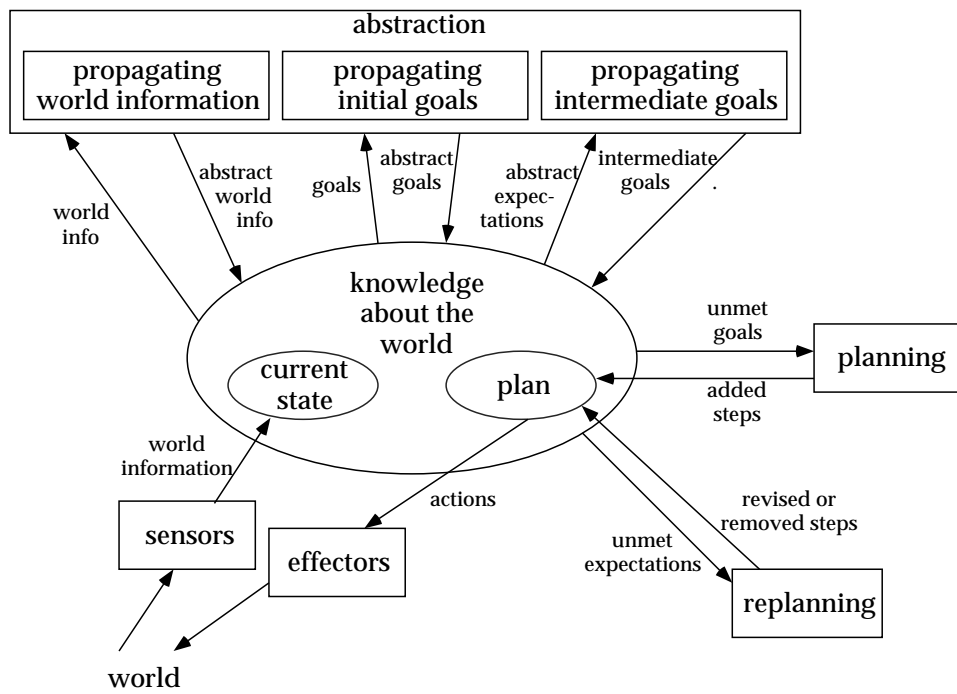 abstraction
propagating
world information
propagating
initial goals
propagating
intermediate goals
world
info
abstract
world
info
goals
abstract
goals
abstract
expec-
tations
intermediate
goals
.
knowledge
about the
world
current
state
plan
unmet
goals
planning
added
steps
world
information
sensors
actions
effectors
unmet
expectations
revised or
removed steps
replanning
world